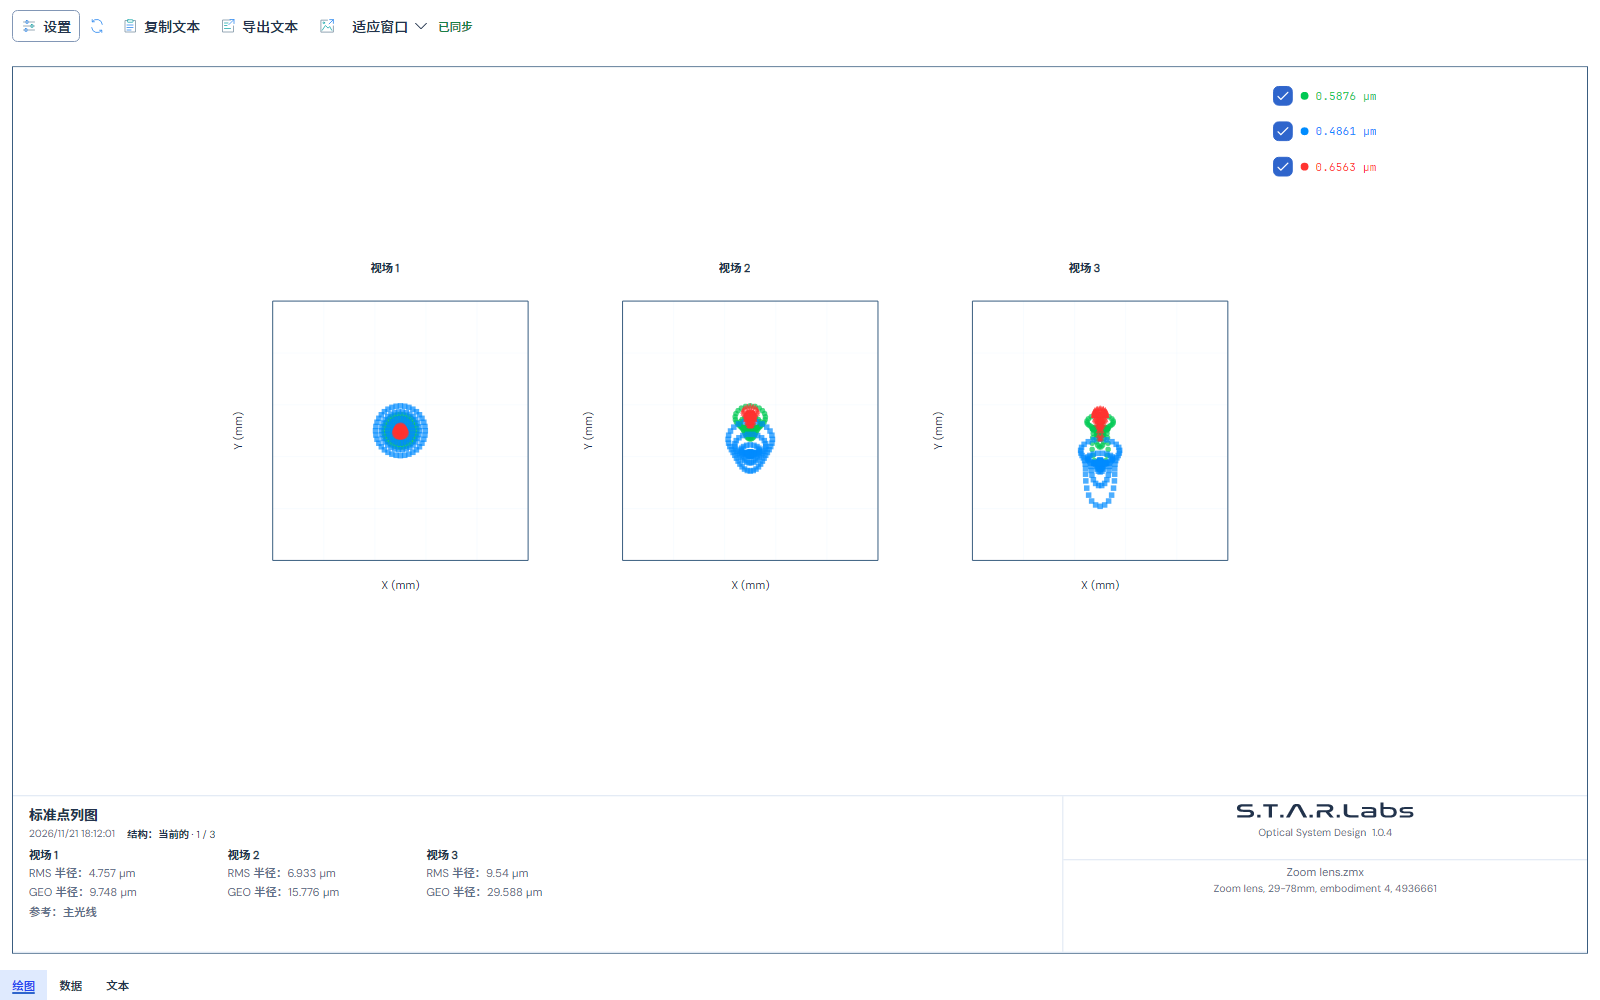 设置 复制文本 导出文本 适应窗口 已同步
0.5876 μm
0.4861 μm
0.6563 μm
视场 1 视场 2 视场 3
Y (mm) Y (mm) Y (mm)
X (mm) X (mm) X (mm)
标准点列图
2026/11/21 18:12:01 结构：当前的 · 1 / 3
视场 1 视场 2 视场 3
RMS 半径：4.757 μm RMS 半径：6.933 μm RMS 半径：9.54 μm
GEO 半径：9.748 μm GEO 半径：15.776 μm GEO 半径：29.588 μm
参考：主光线
S.T.A.R.Labs
Optical System Design 1.0.4
Zoom lens.zmx
Zoom lens, 29-78mm, embodiment 4, 4936661
绘图 数据 文本